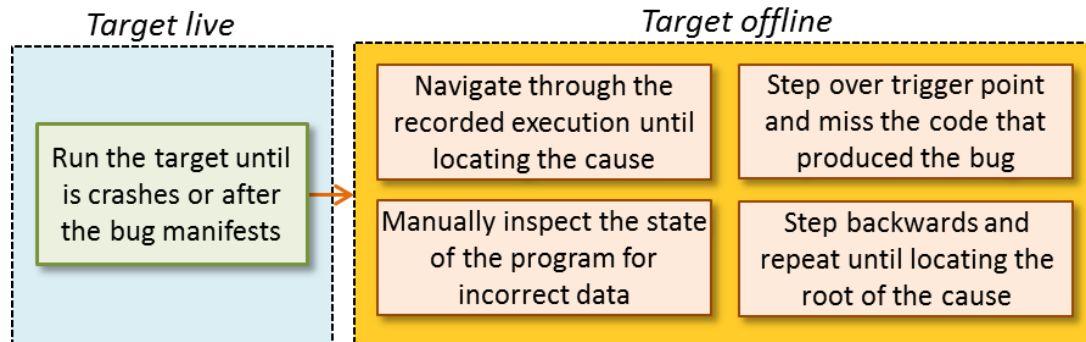 Target live
Target offline
Run the target until
is crashes or after
the bug manifests
Navigate through the
recorded execution until
locating the cause
Step over trigger point
and miss the code that
produced the bug
Manually inspect the state
of the program for
incorrect data
Step backwards and
repeat until locating the
root of the cause